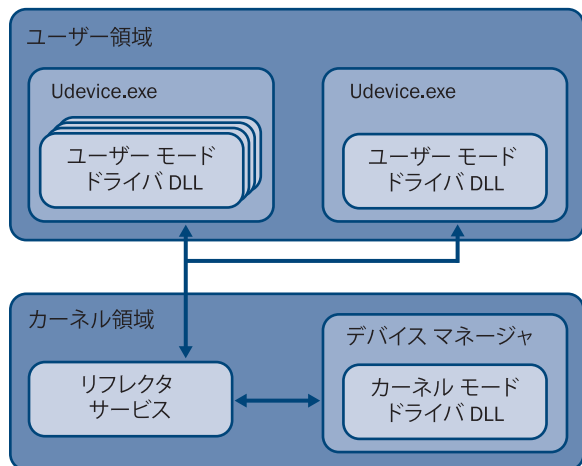 ユーザー領域
Udevice.exe
ユーザー モード
ドライバ DLL
Udevice.exe
ユーザー モード
ドライバ DLL
カーネル領域
リフレクタ
サービス
デバイス マネージャ
カーネル モード
ドライバ DLL